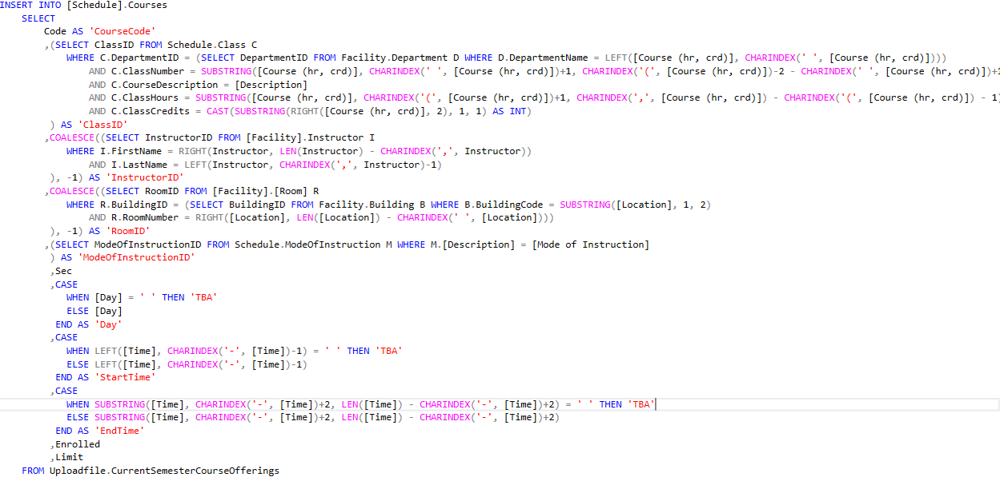 INSERT INTO [Schedule].Courses
SELECT
Code AS 'CourseCode'
,(SELECT ClassID FROM Schedule.Class C
WHERE C.DepartmentID = (SELECT DepartmentID FROM Facility.Department D WHERE D.DepartmentName = LEFT([Course (hr, crd)], CHARINDEX(' ', [Course (hr, crd)])))
AND C.ClassNumber = SUBSTRING([Course (hr, crd)], CHARINDEX(' ', [Course (hr, crd)])+1, CHARINDEX('(', [Course (hr, crd)])-2 - CHARINDEX(' ', [Course (hr, crd)])+1
AND C.CourseDescription = [Description]
AND C.ClassHours = SUBSTRING([Course (hr, crd)], CHARINDEX('(', [Course (hr, crd)])+1, CHARINDEX(',', [Course (hr, crd)]) - CHARINDEX('(', [Course (hr, crd)]) - 1)
AND C.ClassCredits = CAST(SUBSTRING(RIGHT([Course (hr, crd)], 2), 1, 1) AS INT)
) AS 'ClassID'
,COALESCE((SELECT InstructorID FROM [Facility].Instructor I
WHERE I.FirstName = RIGHT(Instructor, LEN(Instructor) - CHARINDEX(',', Instructor))
AND I.LastName = LEFT(Instructor, CHARINDEX(',', Instructor)-1)
), -1) AS 'InstructorID'
,COALESCE((SELECT RoomID FROM [Facility].[Room] R
WHERE R.BuildingID = (SELECT BuildingID FROM Facility.Building B WHERE B.BuildingCode = SUBSTRING([Location], 1, 2)
AND R.RoomNumber = RIGHT([Location], LEN([Location]) - CHARINDEX(' ', [Location])))
), -1) AS 'RoomID'
,(SELECT ModeOfInstructionID FROM Schedule.ModeOfInstruction M WHERE M.[Description] = [Mode of Instruction]
) AS 'ModeOfInstructionID'
,Sec
,CASE
WHEN [Day] = ' ' THEN 'TBA'
ELSE [Day]
END AS 'Day'
,CASE
WHEN LEFT([Time], CHARINDEX('-', [Time])-1) = ' ' THEN 'TBA'
ELSE LEFT([Time], CHARINDEX('-', [Time])-1)
END AS 'StartTime'
,CASE
WHEN SUBSTRING([Time], CHARINDEX('-', [Time])+2, LEN([Time]) - CHARINDEX('-', [Time])+2) = ' ' THEN 'TBA'
ELSE SUBSTRING([Time], CHARINDEX('-', [Time])+2, LEN([Time]) - CHARINDEX('-', [Time])+2)
END AS 'EndTime'
,Enrolled
,Limit
FROM Uploadfile.CurrentSemesterCourseOfferings